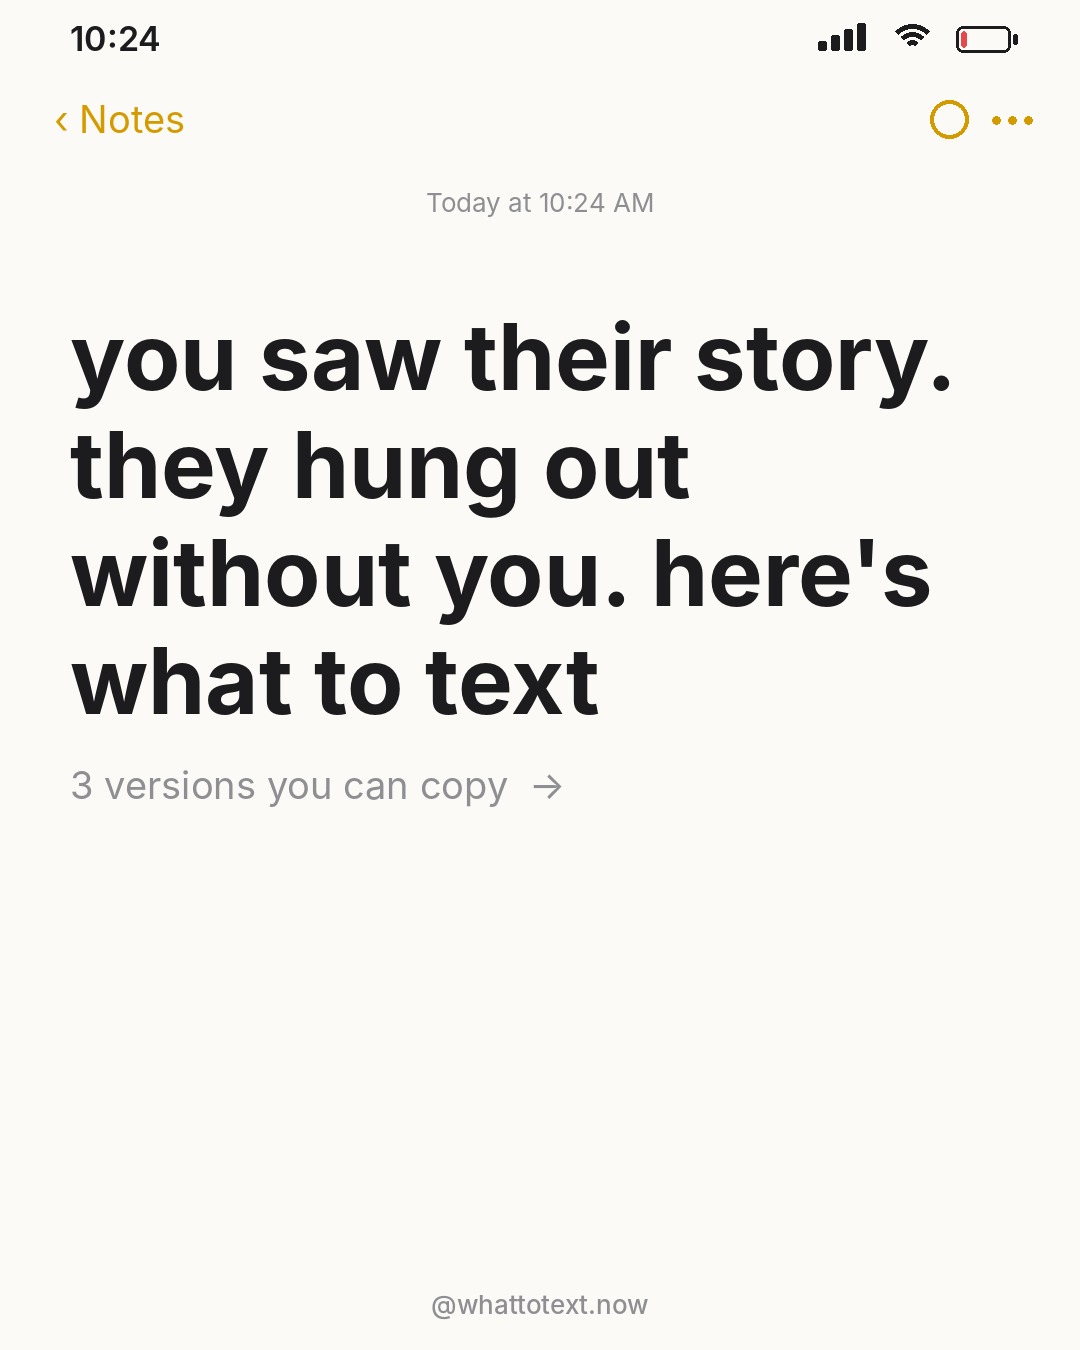 10:24
‹ Notes
Today at 10:24 AM
you saw their story.
they hung out
without you. here's
what to text
3 versions you can copy →
@whattotext.now